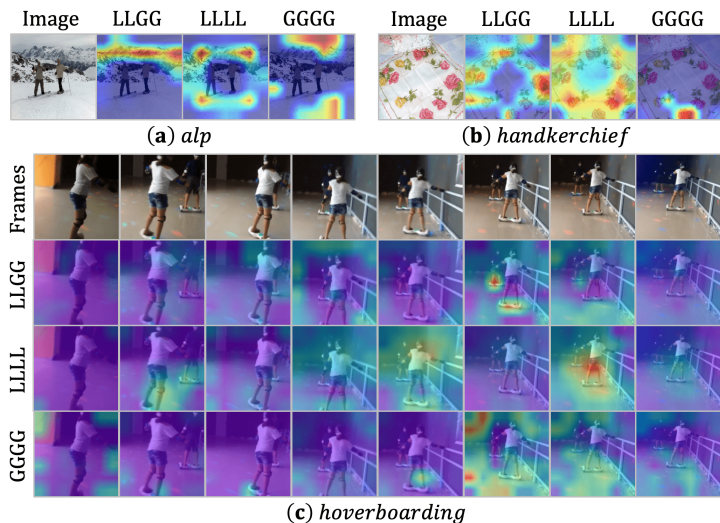 Image LLGG LLLL GGGG Image LLGG LLLL GGGG
(a) alp (b) handkerchief
Frames
LLGG
LLLL
GGGG
(c) hoverboarding